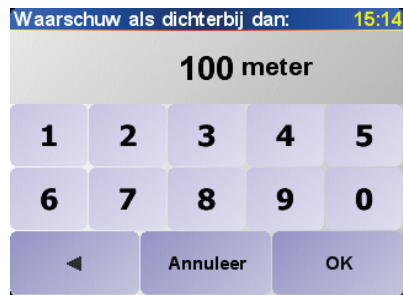 Waarschuw als dichterbij dan: 15:14
100 meter
1 2 3 4 5
6 7 8 9 0
Annuleer OK